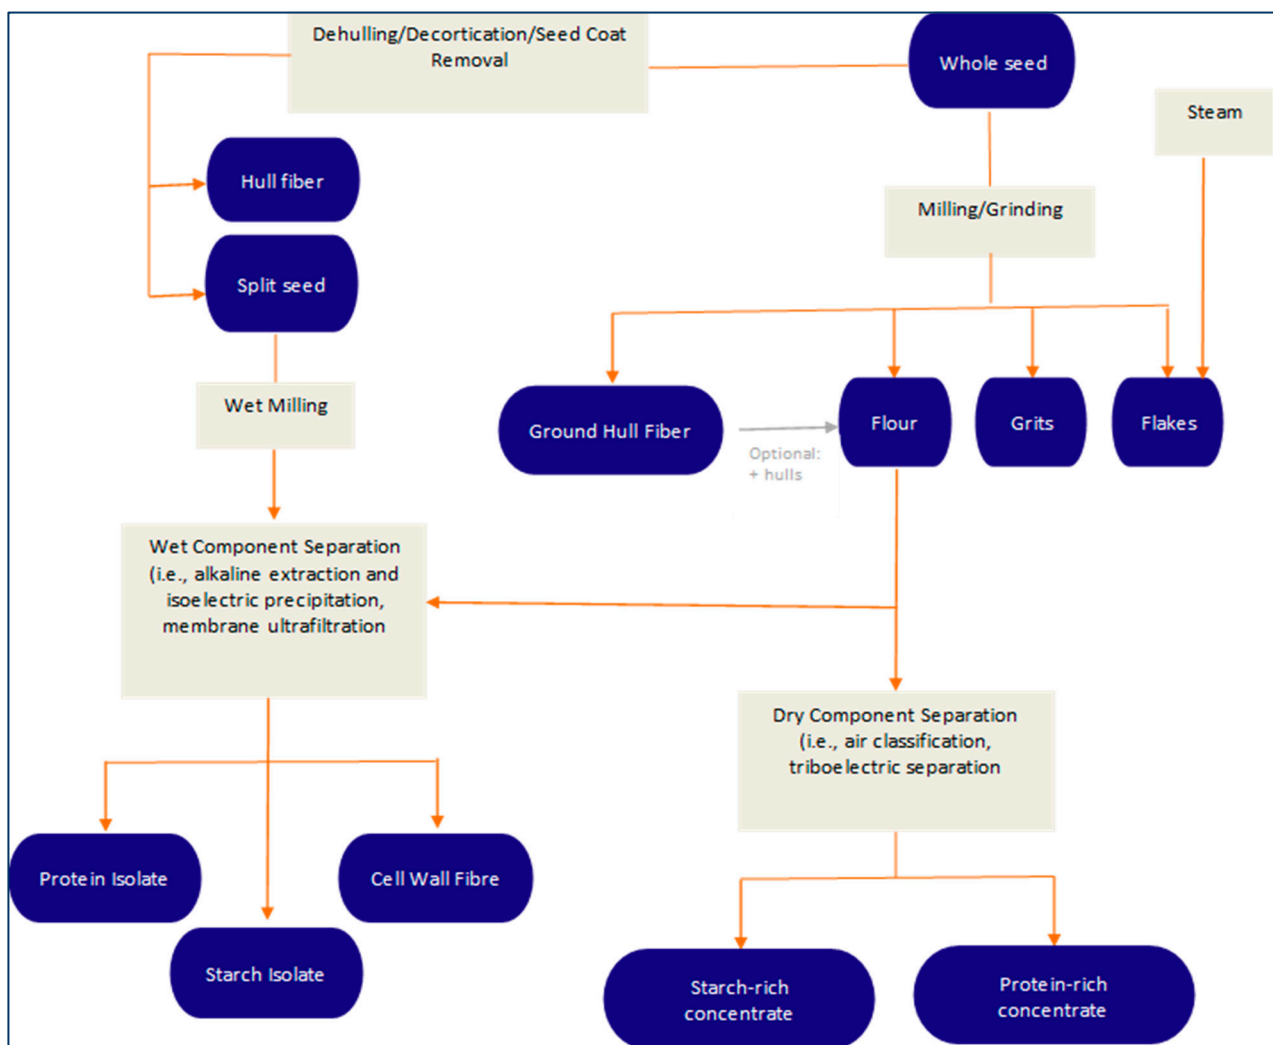 Dehulling/Decortication/Seed Coat
Removal
Whole seed
Steam
Hull fiber
Milling/Grinding
Split seed
Wet Milling
Ground Hull Fiber
Optional:
+ hulls
Flour
Grits
Flakes
Wet Component Separation
(i.e., alkaline extraction and
isoelectric precipitation,
membrane ultrafiltration
Dry Component Separation
(i.e., air classification,
triboelectric separation
Protein Isolate
Cell Wall Fibre
Starch Isolate
Starch-rich
concentrate
Protein-rich
concentrate